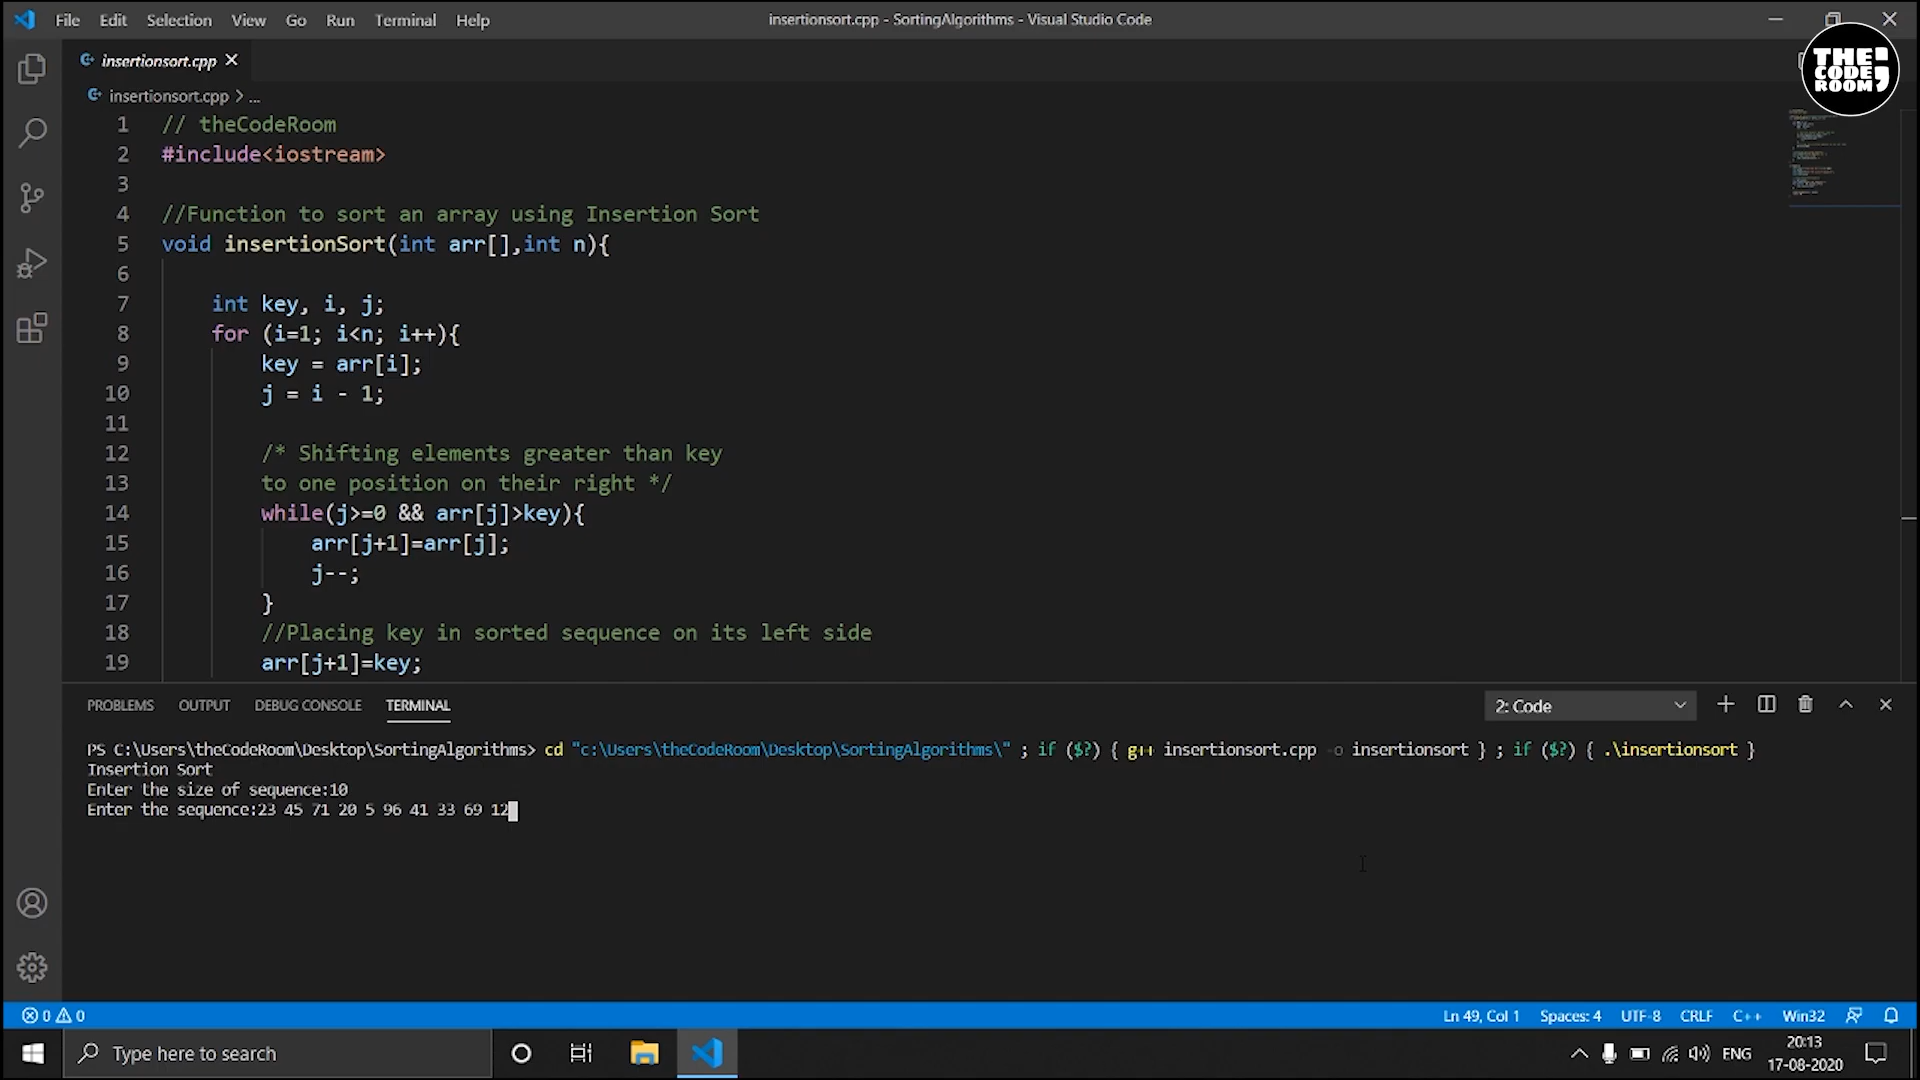 File Edit Selection View Go Run Terminal Help
insertionsort.cpp - SortingAlgorithms - Visual Studio Code
THE
CODE
ROOM;
insertionsort.cpp
insertionsort.cpp > ...
1 // theCodeRoom
2 #include<iostream>
3
4 //Function to sort an array using Insertion Sort
5 void insertionSort(int arr[],int n){
6
7 int key, i, j;
8 for (i=1; i<n; i++){
9 key = arr[i];
10 j = i - 1;
11
12 /* Shifting elements greater than key
13 to one position on their right */
14 while(j>=0 && arr[j]>key){
15 arr[j+1]=arr[j];
16 j--;
17 }
18 //Placing key in sorted sequence on its left side
19 arr[j+1]=key;
PROBLEMS OUTPUT DEBUG CONSOLE TERMINAL
2: Code
PS C:\Users\theCodeRoom\Desktop\SortingAlgorithms> cd "c:\Users\theCodeRoom\Desktop\SortingAlgorithms\" ; if ($?) { g++ insertionsort.cpp -o insertionsort } ; if ($?) { .\insertionsort }
Insertion Sort
Enter the size of sequence:10
Enter the sequence:23 45 71 20 5 96 41 33 69 12
0 0
Ln 49, Col 1 Spaces: 4 UTF-8 CRLF C++ Win32
Type here to search
ENG
20:13
17-08-2020